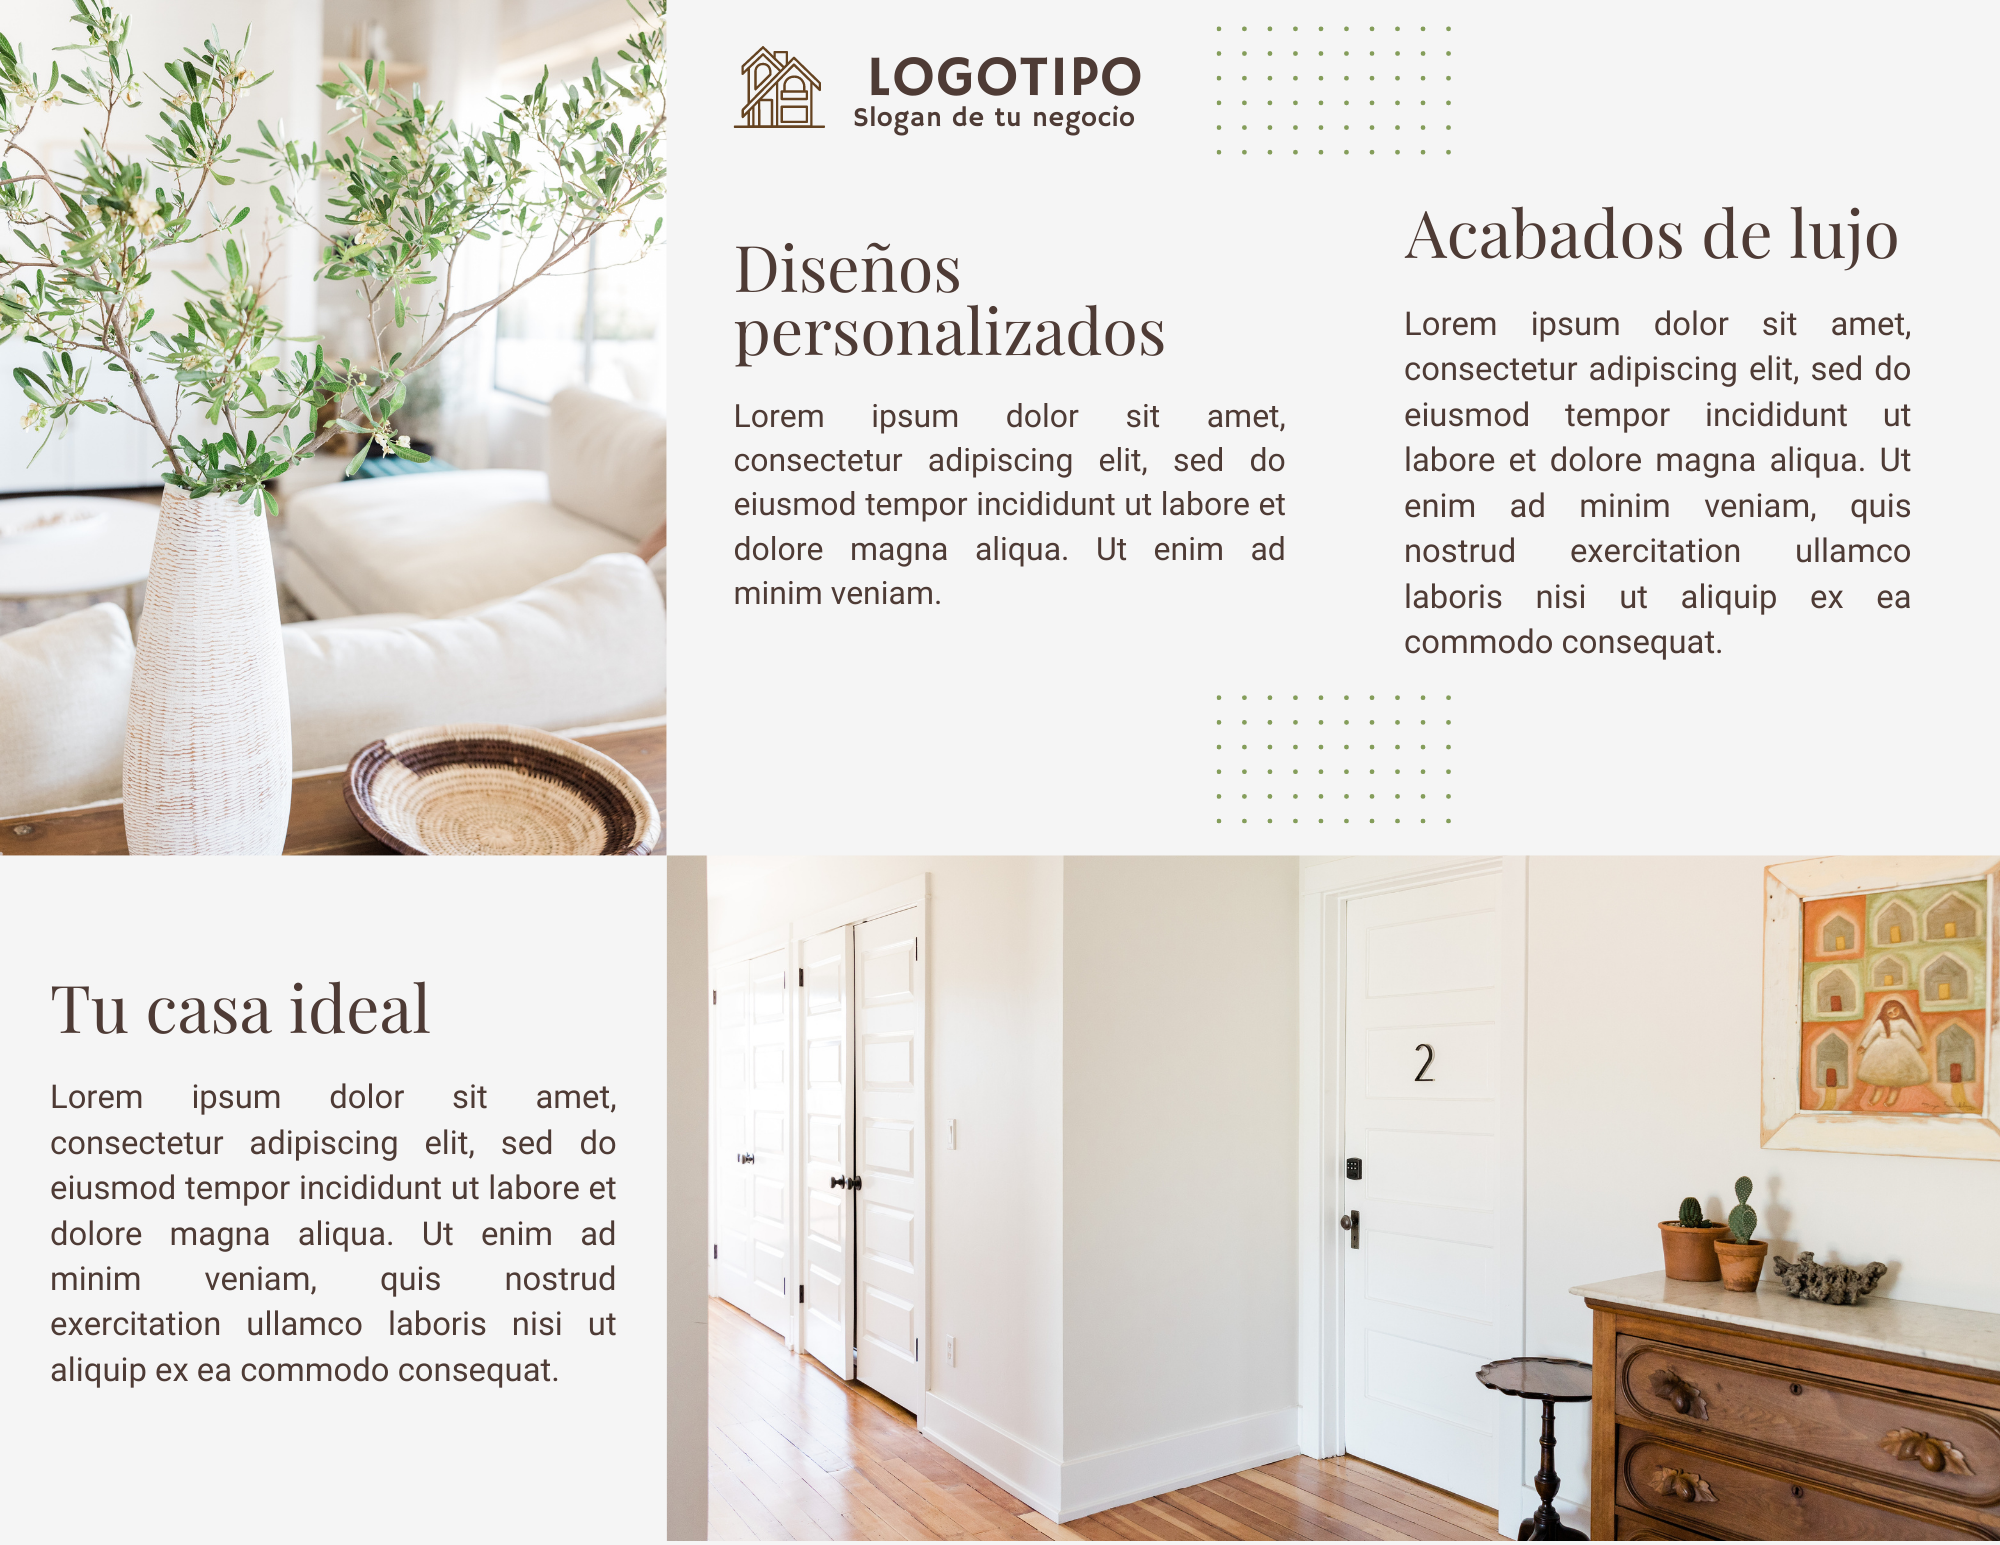 LOGOTIPO
Slogan de tu negocio
Diseños
personalizados
Lorem ipsum dolor sit amet,
consectetur adipiscing elit, sed do
eiusmod tempor incididunt ut labore et
dolore magna aliqua. Ut enim ad
minim veniam.
Acabados de lujo
Lorem ipsum dolor sit amet,
consectetur adipiscing elit, sed do
eiusmod tempor incididunt ut
labore et dolore magna aliqua. Ut
enim ad minim veniam, quis
nostrud exercitation ullamco
laboris nisi ut aliquip ex ea
commodo consequat.
Tu casa ideal
Lorem ipsum dolor sit amet,
consectetur adipiscing elit, sed do
eiusmod tempor incididunt ut labore et
dolore magna aliqua. Ut enim ad
minim veniam, quis nostrud
exercitation ullamco laboris nisi ut
aliquip ex ea commodo consequat.
2